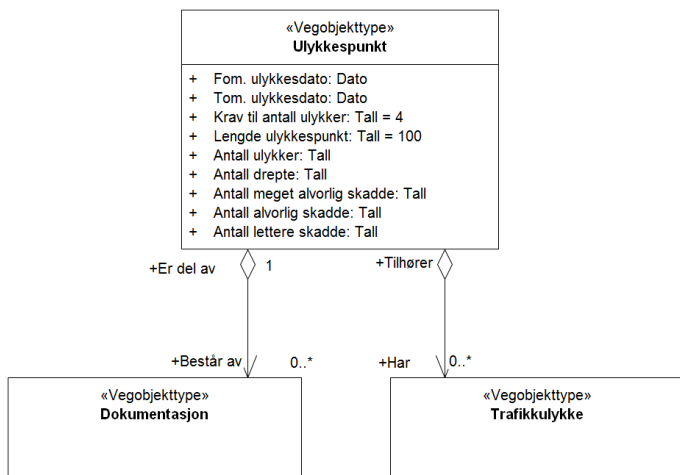 «Vegobjekttype»
Ulykkespunkt
+ Fom. ulykkesdato: Dato
+ Tom. ulykkesdato: Dato
+ Krav til antall ulykker: Tall = 4
+ Lengde ulykkespunkt: Tall = 100
+ Antall ulykker: Tall
+ Antall drepte: Tall
+ Antall meget alvorlig skadde: Tall
+ Antall alvorlig skadde: Tall
+ Antall lettere skadde: Tall
+Er del av 1 +Tilhører
+Består av 0..* +Har 0..*
«Vegobjekttype»
Dokumentasjon
«Vegobjekttype»
Trafikkulykke